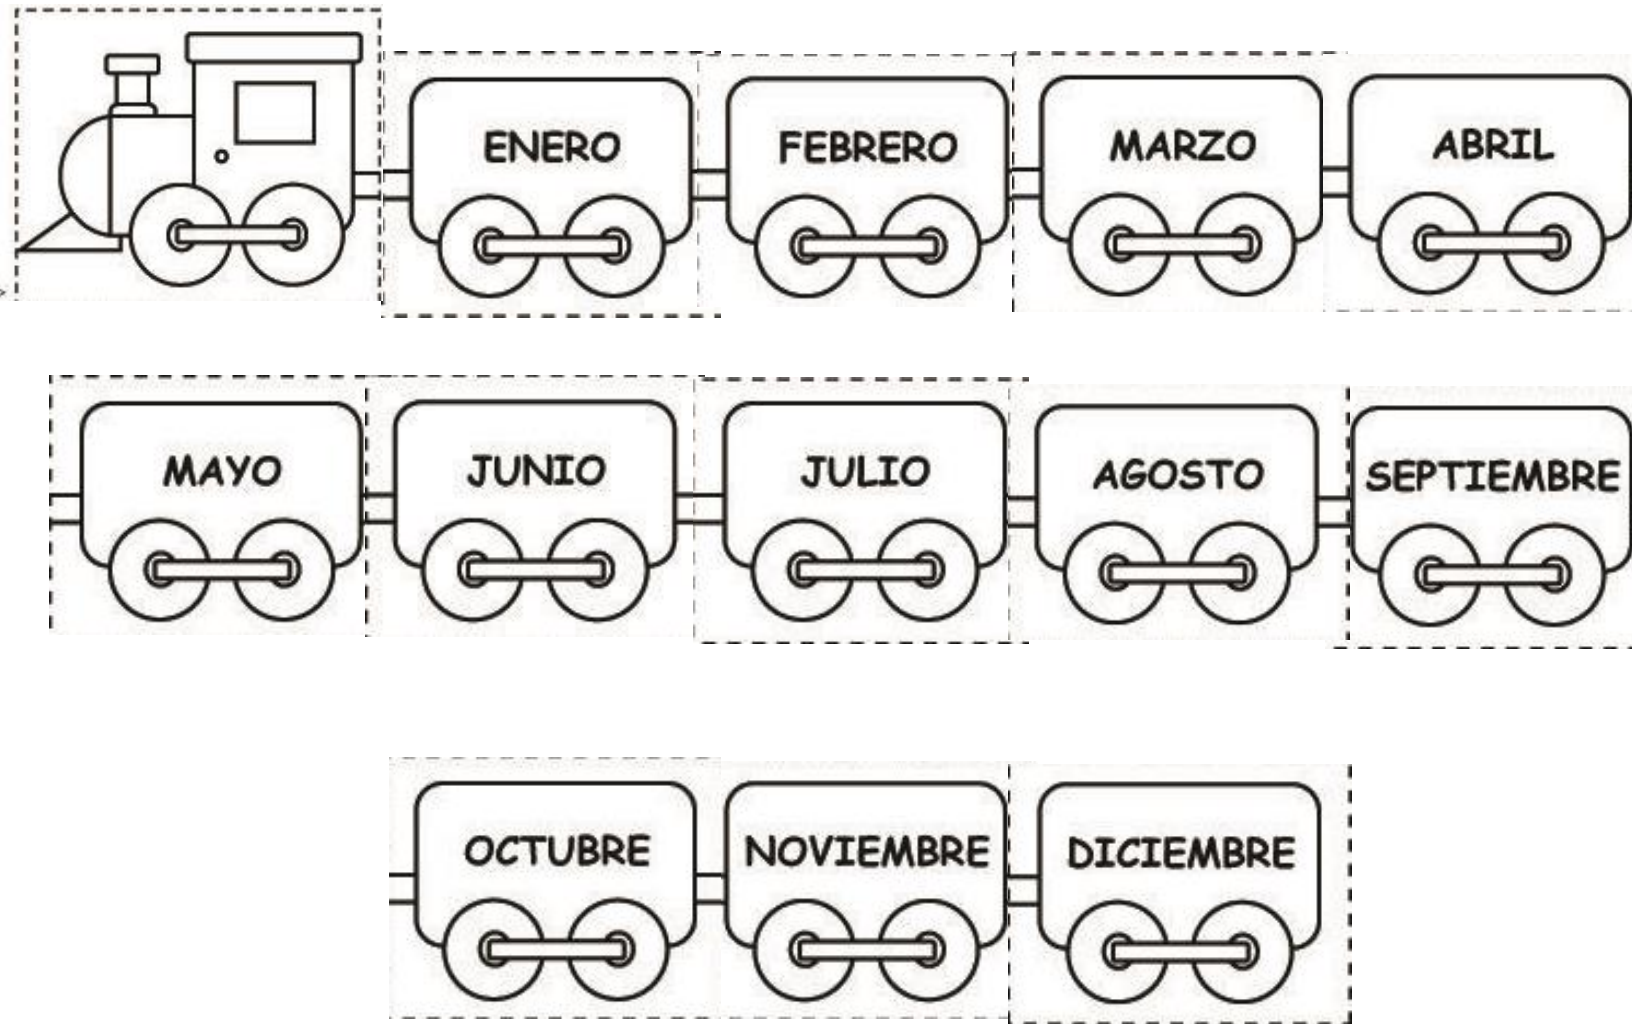 ENERO FEBRERO MARZO ABRIL
MAYO JUNIO JULIO AGOSTO SEPTIEMBRE
OCTUBRE NOVIEMBRE DICIEMBRE